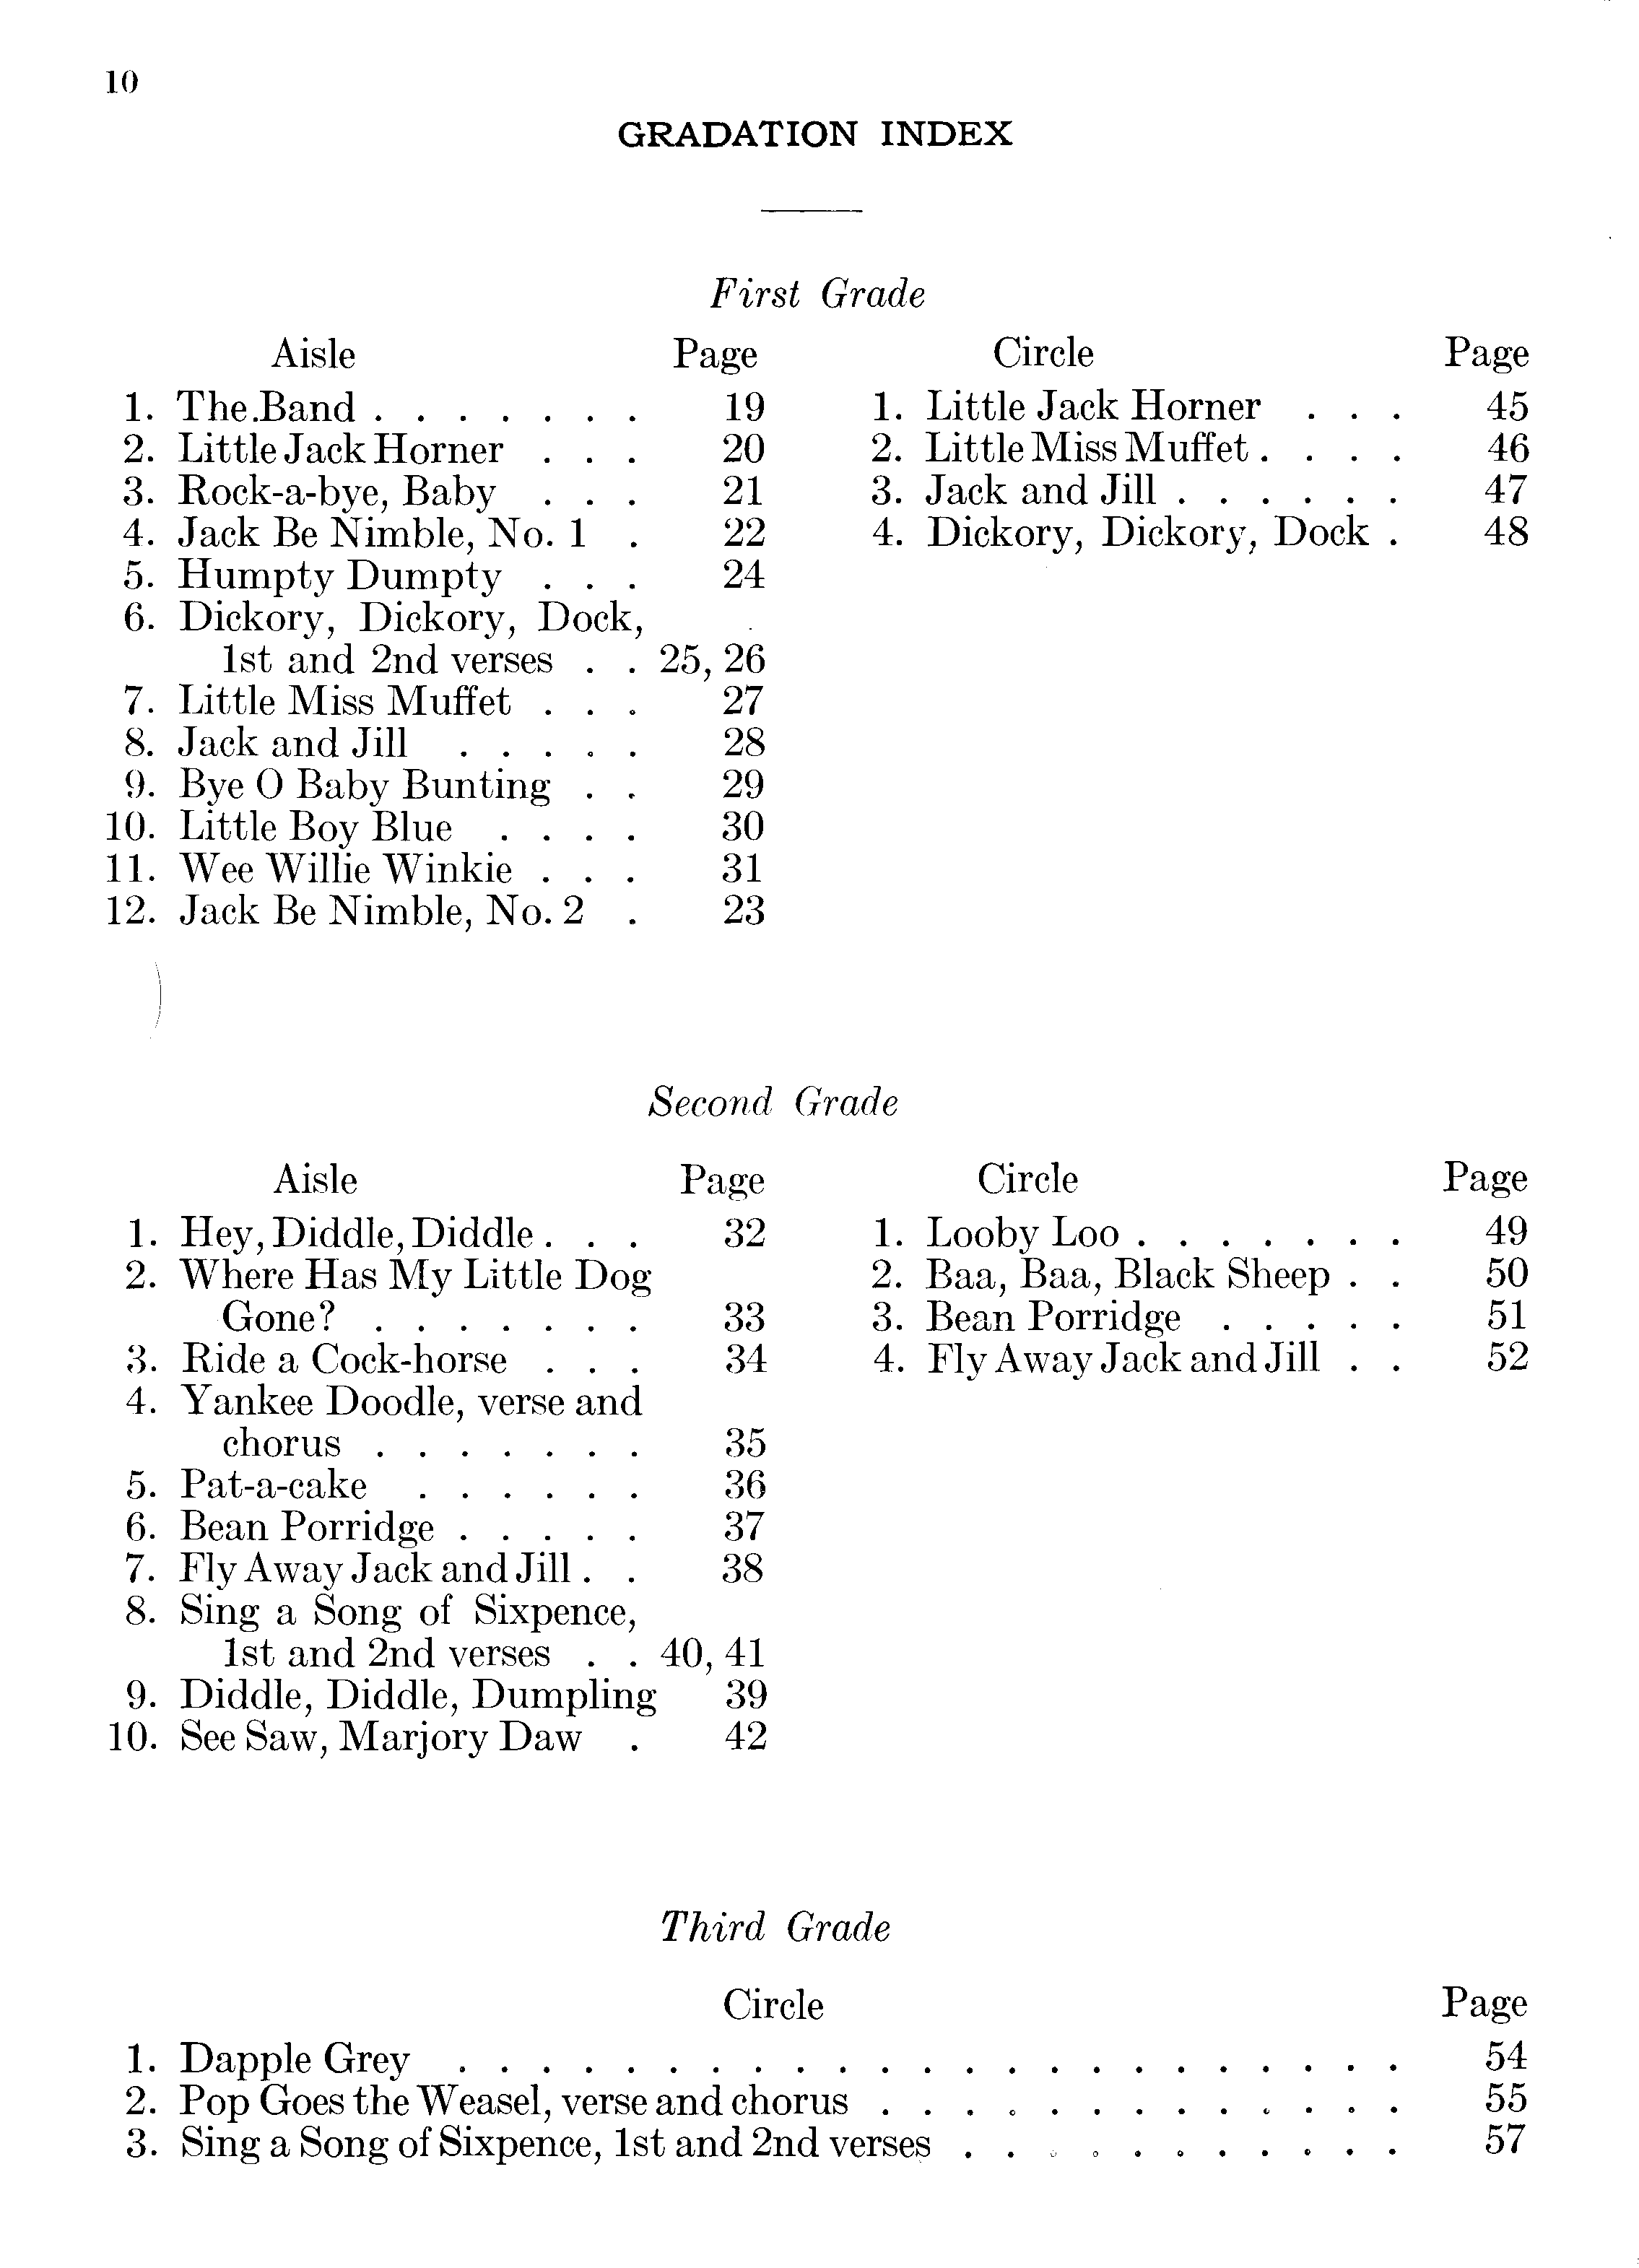 10
GRADATION INDEX
First Grade
Aisle Page
1. The.Band . . . . . . . 19
2. Little Jack Horner . . . 20
3. Rock-a-bye, Baby . . . 21
4. Jack Be Nimble, No. 1 . 22
5. Humpty Dumpty . . . 24
6. Dickory, Dickory, Dock,
1st and 2nd verses . . 25, 26
7. Little Miss Muffet . . . 27
8. Jack and Jill . . . . . 28
9. Bye O Baby Bunting . . 29
10. Little Boy Blue . . . . 30
11. Wee Willie Winkie . . . 31
12. Jack Be Nimble, No. 2 . 23
Circle Page
1. Little Jack Horner . . . 45
2. Little Miss Muffet . . . . 46
3. Jack and Jill . . . . . . 47
4. Dickory, Dickory, Dock . 48
Second Grade
Aisle Page
1. Hey, Diddle, Diddle . . . 32
2. Where Has My Little Dog
Gone? . . . . . . . 33
3. Ride a Cock-horse . . . 34
4. Yankee Doodle, verse and
chorus . . . . . . . 35
5. Pat-a-cake . . . . . . 36
6. Bean Porridge . . . . . 37
7. Fly Away Jack and Jill . . 38
8. Sing a Song of Sixpence,
1st and 2nd verses . . 40, 41
9. Diddle, Diddle, Dumpling 39
10. See Saw, Marjory Daw . 42
Circle Page
1. Looby Loo . . . . . . . 49
2. Baa, Baa, Black Sheep . . 50
3. Bean Porridge . . . . . 51
4. Fly Away Jack and Jill . . 52
Third Grade
Circle Page
1. Dapple Grey . . . . . . . . . . . . . . . . . . . . . . . 54
2. Pop Goes the Weasel, verse and chorus . . . . . . . . . . . . . 55
3. Sing a Song of Sixpence, 1st and 2nd verses . . . . . . . . . . . 57